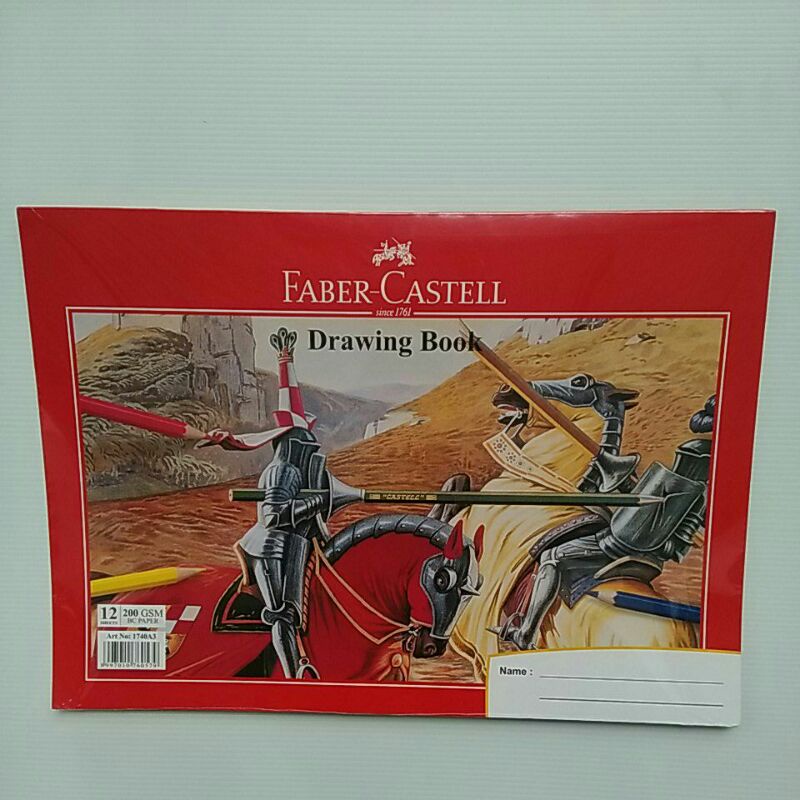 FABER-CASTELL
since 1761
Drawing Book
"CASTELL"
12
SHEETS
200 GSM
BC PAPER
Art No: 1740A3
Name :